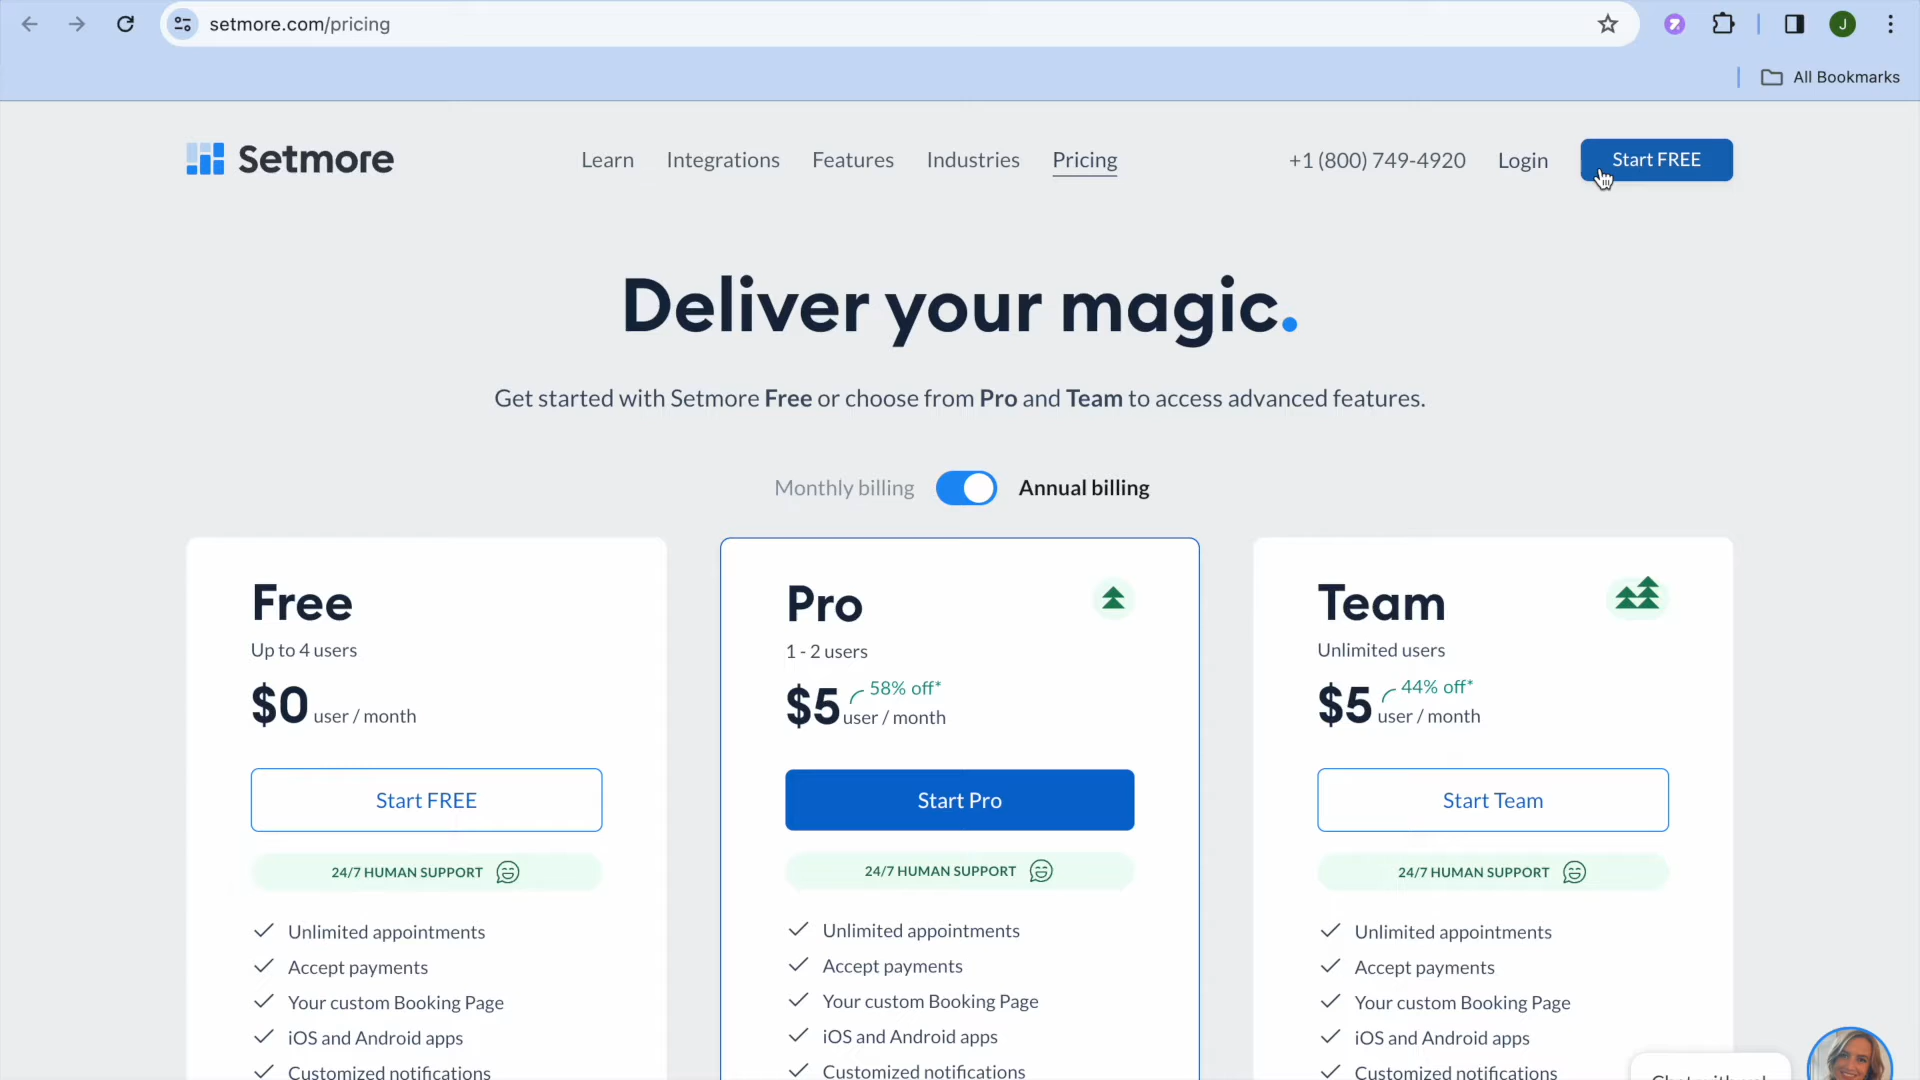 setmore.com/pricing
J
All Bookmarks
Setmore
Learn Integrations Features Industries Pricing +1 (800) 749-4920 Login Start FREE
Deliver your magic.
Get started with Setmore Free or choose from Pro and Team to access advanced features.
Monthly billing Annual billing
Free
Up to 4 users
$0 user / month
Start FREE
24/7 HUMAN SUPPORT
Unlimited appointments
Accept payments
Your custom Booking Page
iOS and Android apps
Customized notifications
Pro
1 - 2 users
58% off*
$5 user / month
Start Pro
24/7 HUMAN SUPPORT
Unlimited appointments
Accept payments
Your custom Booking Page
iOS and Android apps
Customized notifications
Team
Unlimited users
44% off*
$5 user / month
Start Team
24/7 HUMAN SUPPORT
Unlimited appointments
Accept payments
Your custom Booking Page
iOS and Android apps
Customized notifications